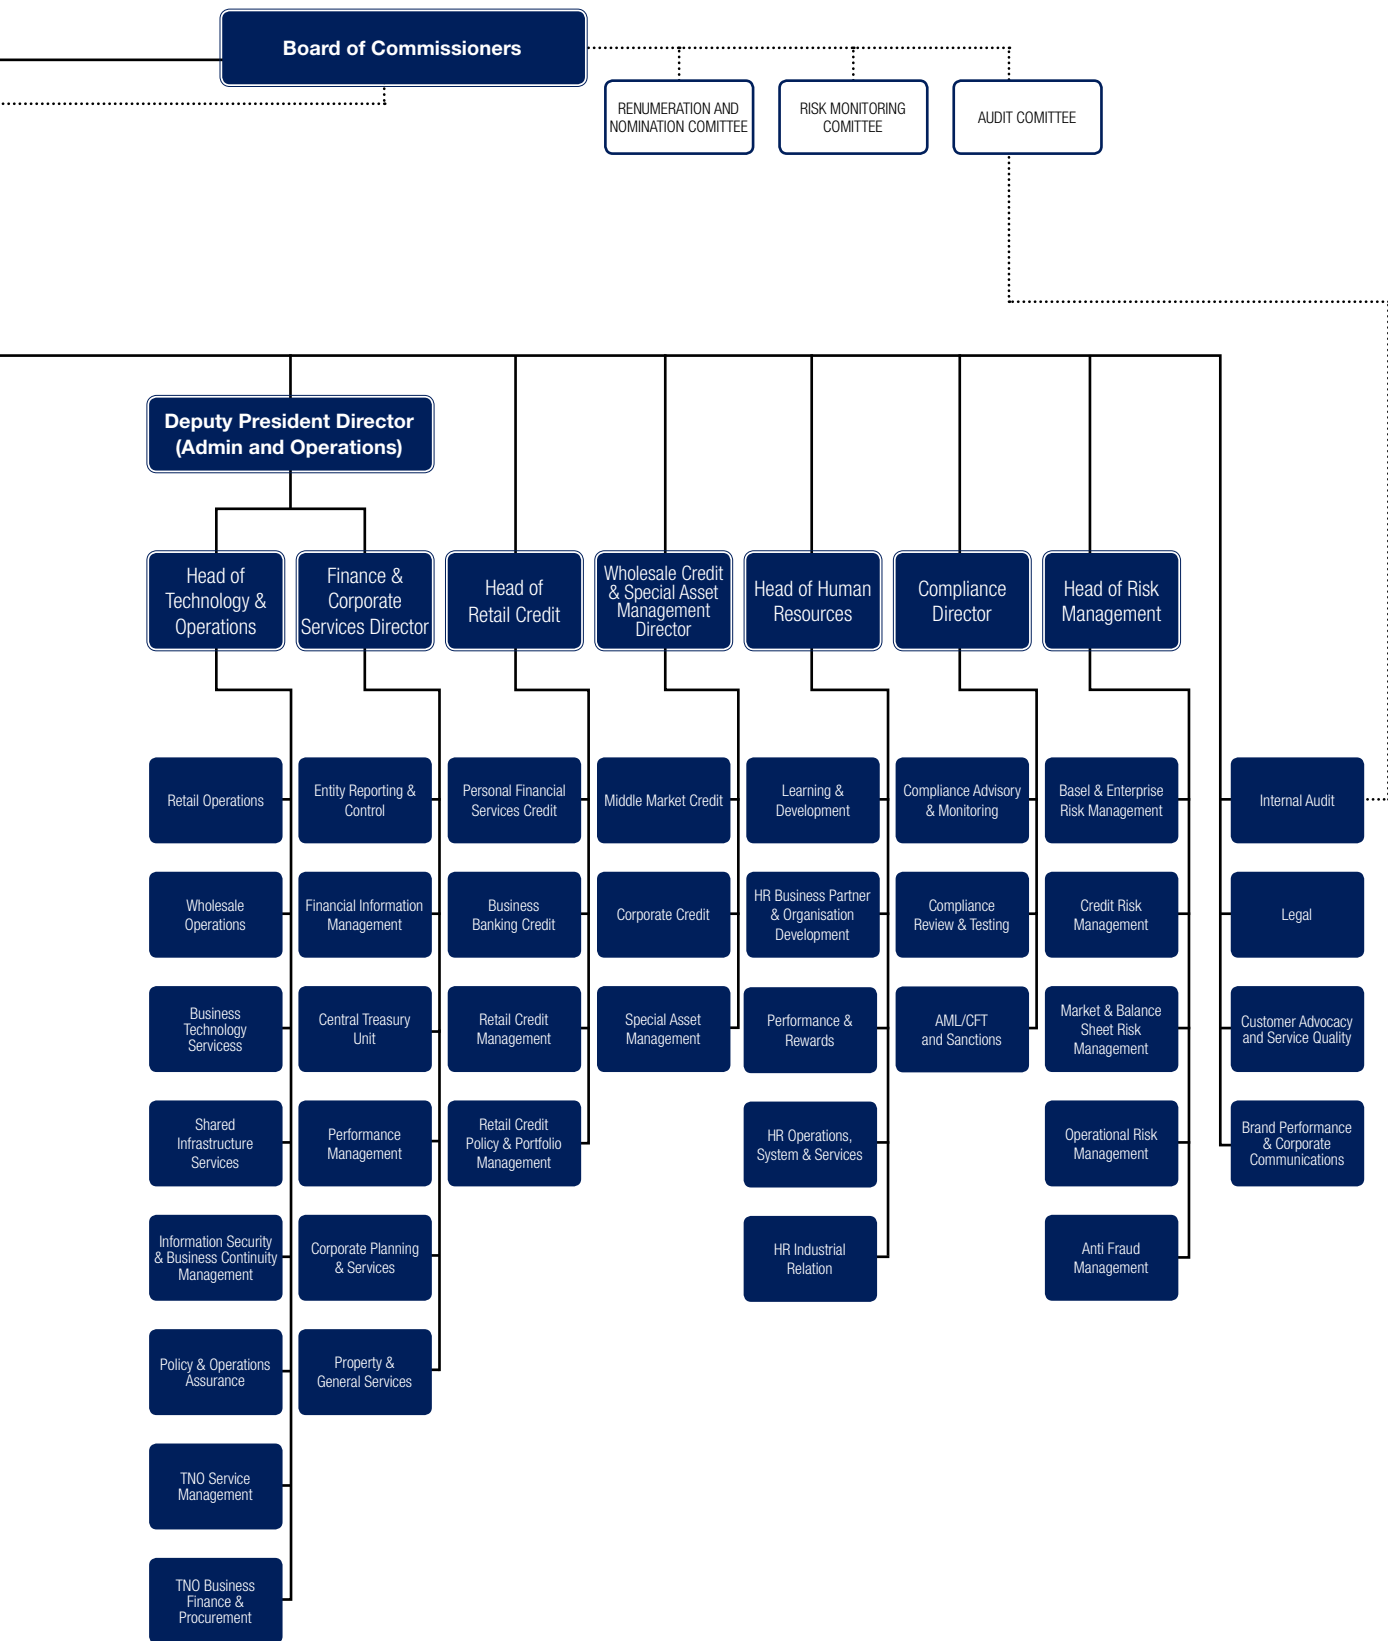 Board of Commissioners
RENUMERATION AND
NOMINATION COMITTEE
RISK MONITORING
COMITTEE
AUDIT COMITTEE
Deputy President Director
(Admin and Operations)
Head of
Technology &
Operations
Finance &
Corporate
Services Director
Head of
Retail Credit
Wholesale Credit
& Special Asset
Management
Director
Head of Human
Resources
Compliance
Director
Head of Risk
Management
Retail Operations
Entity Reporting &
Control
Personal Financial
Services Credit
Middle Market Credit
Learning &
Development
Compliance Advisory
& Monitoring
Basel & Enterprise
Risk Management
Internal Audit
Wholesale
Operations
Financial Information
Management
Business
Banking Credit
Corporate Credit
HR Business Partner
& Organisation
Development
Compliance
Review & Testing
Credit Risk
Management
Legal
Business
Technology
Servicess
Central Treasury
Unit
Retail Credit
Management
Special Asset
Management
Performance &
Rewards
AML/CFT
and Sanctions
Market & Balance
Sheet Risk
Management
Customer Advocacy
and Service Quality
Shared
Infrastructure
Services
Performance
Management
Retail Credit
Policy & Portfolio
Management
HR Operations,
System & Services
Operational Risk
Management
Brand Performance
& Corporate
Communications
Information Security
& Business Continuity
Management
Corporate Planning
& Services
HR Industrial
Relation
Anti Fraud
Management
Policy & Operations
Assurance
Property &
General Services
TNO Service
Management
TNO Business
Finance &
Procurement